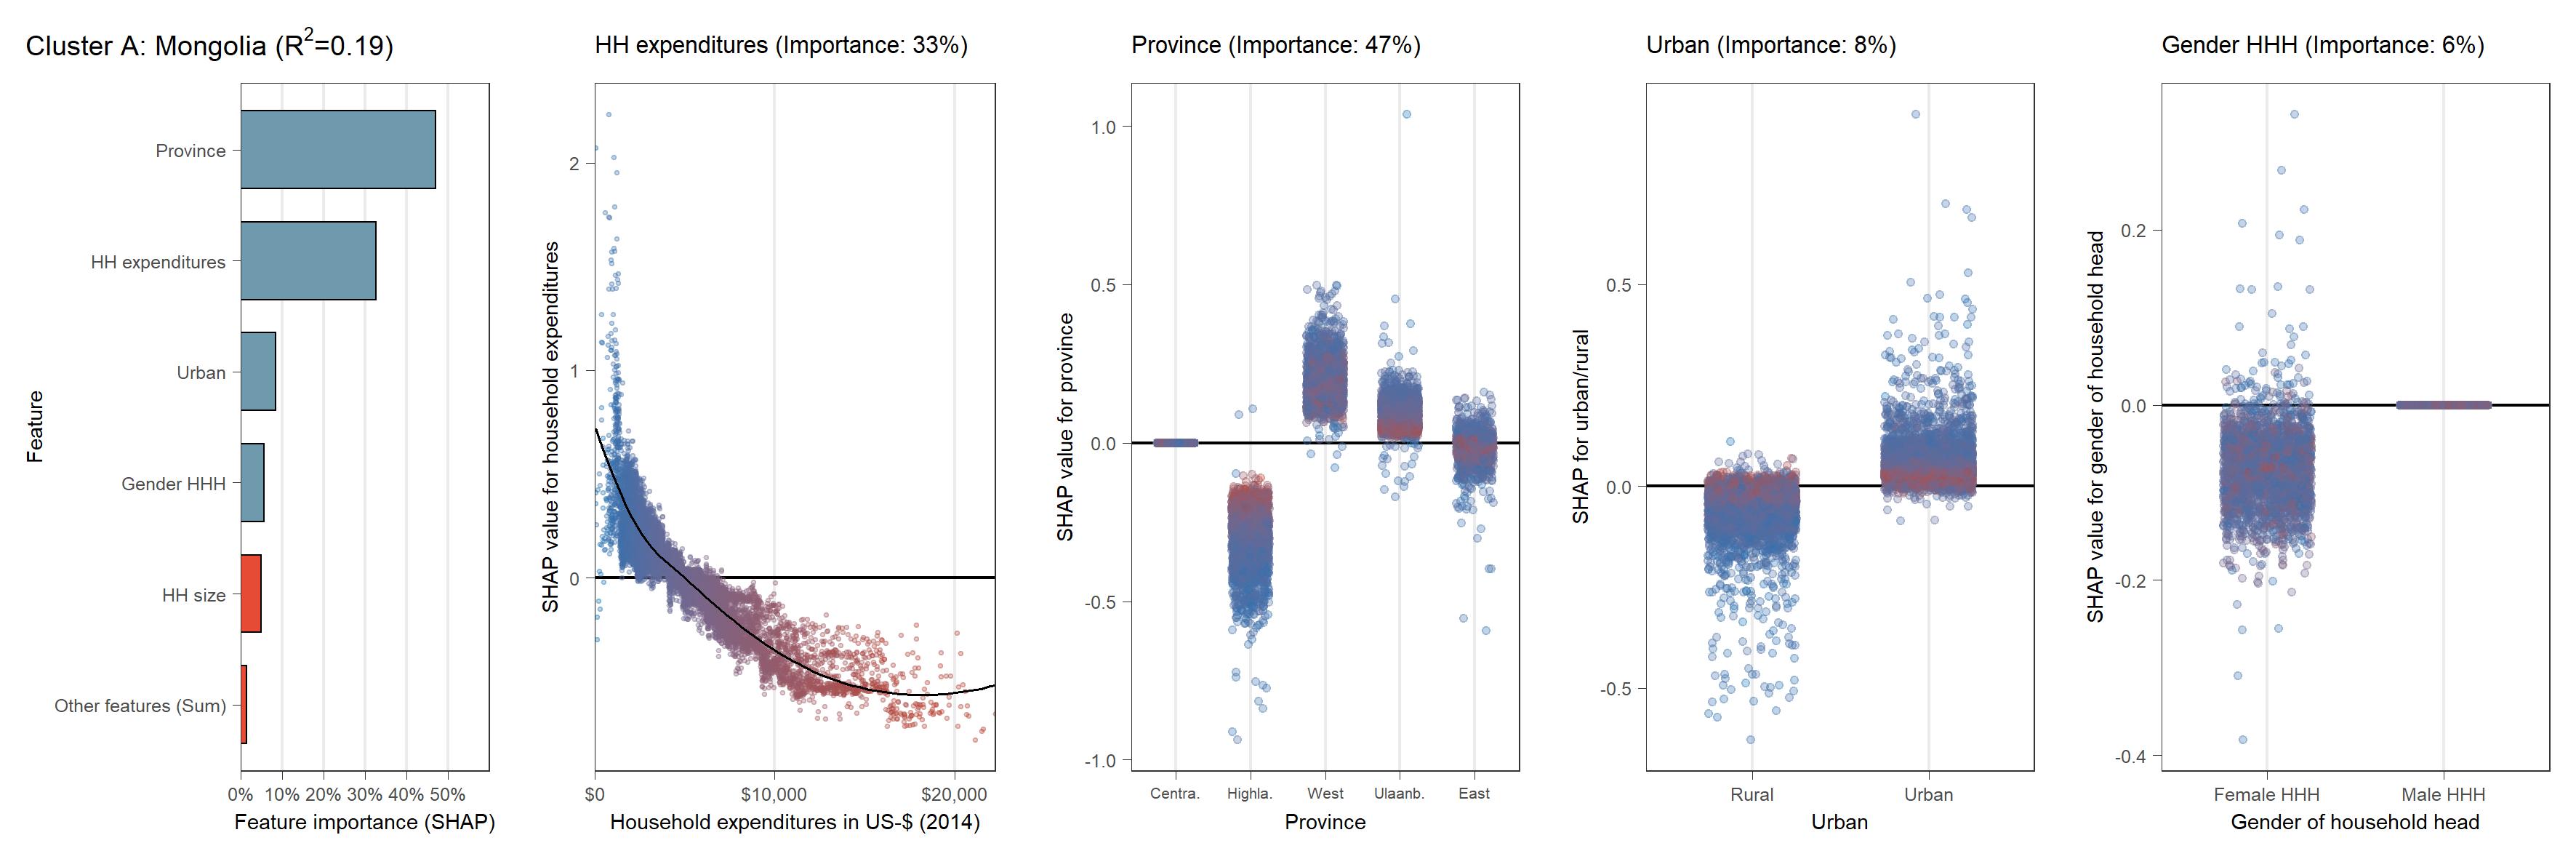 Cluster A: Mongolia (R²=0.19)
Feature
Province
HH expenditures
Urban
Gender HHH
HH size
Other features (Sum)
0% 10% 20% 30% 40% 50%
Feature importance (SHAP)
HH expenditures (Importance: 33%)
SHAP value for household expenditures
2
1
0
$0 $10,000 $20,000
Household expenditures in US-$ (2014)
Province (Importance: 47%)
SHAP value for province
1.0
0.5
0.0
-0.5
-1.0
Centra. Highla. West Ulaanb. East
Province
Urban (Importance: 8%)
SHAP for urban/rural
0.5
0.0
-0.5
Rural Urban
Urban
Gender HHH (Importance: 6%)
SHAP value for gender of household head
0.2
0.0
-0.2
-0.4
Female HHH Male HHH
Gender of household head